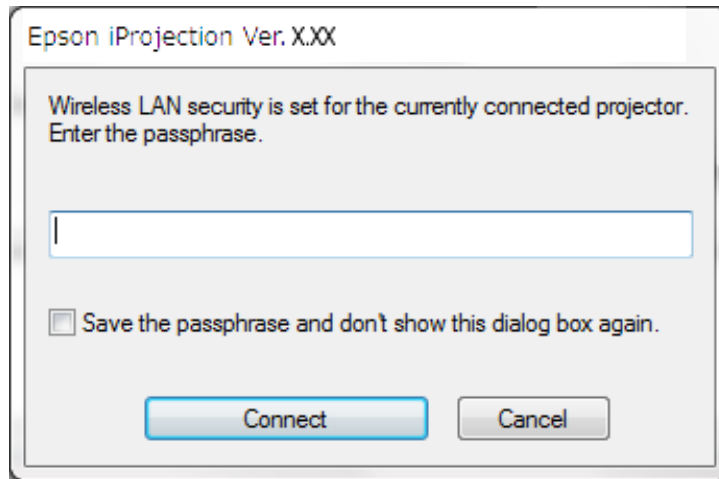 Epson iProjection Ver. X.XX
Wireless LAN security is set for the currently connected projector.
Enter the passphrase.
Save the passphrase and don't show this dialog box again.
Connect
Cancel